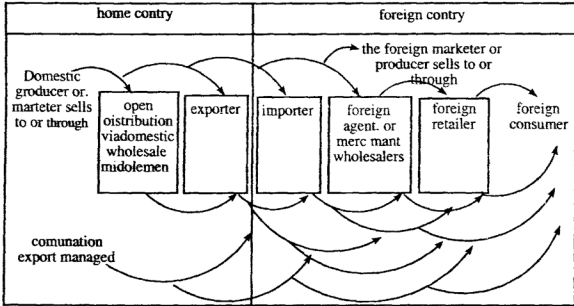 home contry
foreign contry
the foreign marketer or
producer sells to or
through
Domestic
grocucer or.
marteter sells
to or through
open
oistribution
viadomestic
wholesale
midolemen
exporter
importer
foreign
agent. or
merc mant
wholesalers
foreign
retailer
foreign
consumer
comunation
export managed